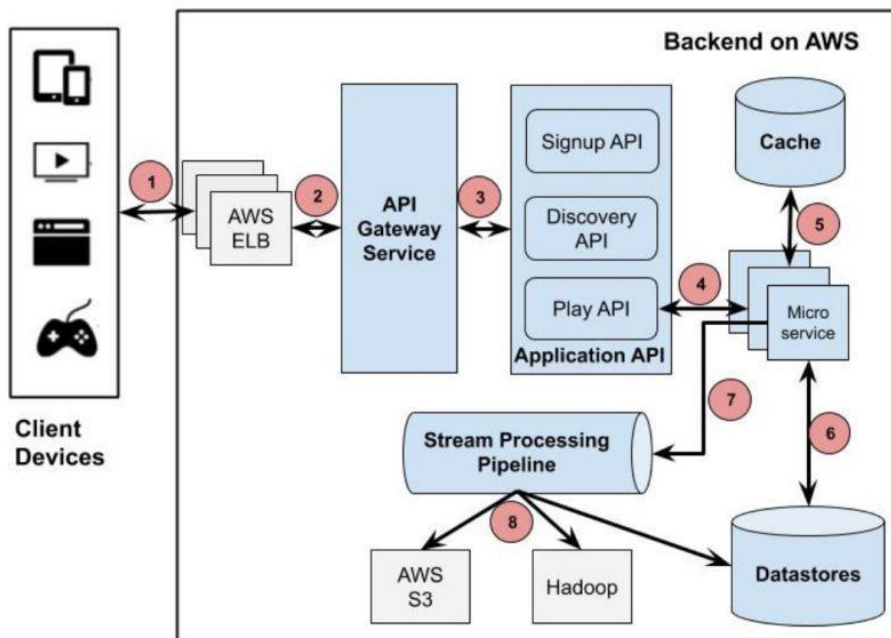 Backend on AWS
Client
Devices
1
AWS
ELB
2
API
Gateway
Service
3
Signup API
Discovery
API
Play API
Application API
4
Cache
5
Micro
service
6
7
Stream Processing
Pipeline
8
AWS
S3
Hadoop
Datastores